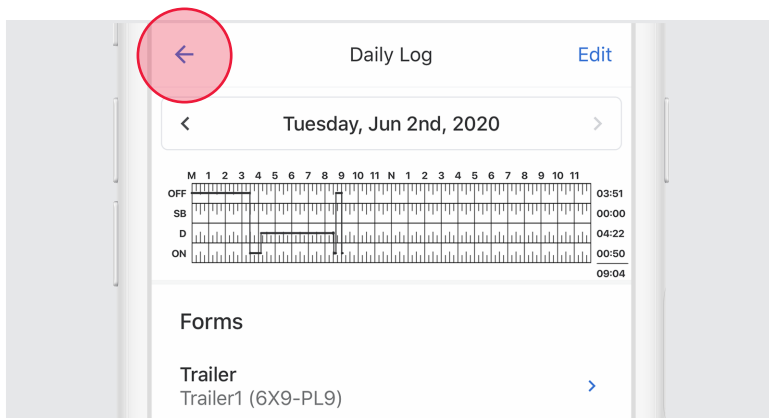 Daily Log Edit
Tuesday, Jun 2nd, 2020
M 1 2 3 4 5 6 7 8 9 10 11 N 1 2 3 4 5 6 7 8 9 10 11
OFF 03:51
SB 00:00
D 04:22
ON 00:50
09:04
Forms
Trailer
Trailer1 (6X9-PL9)